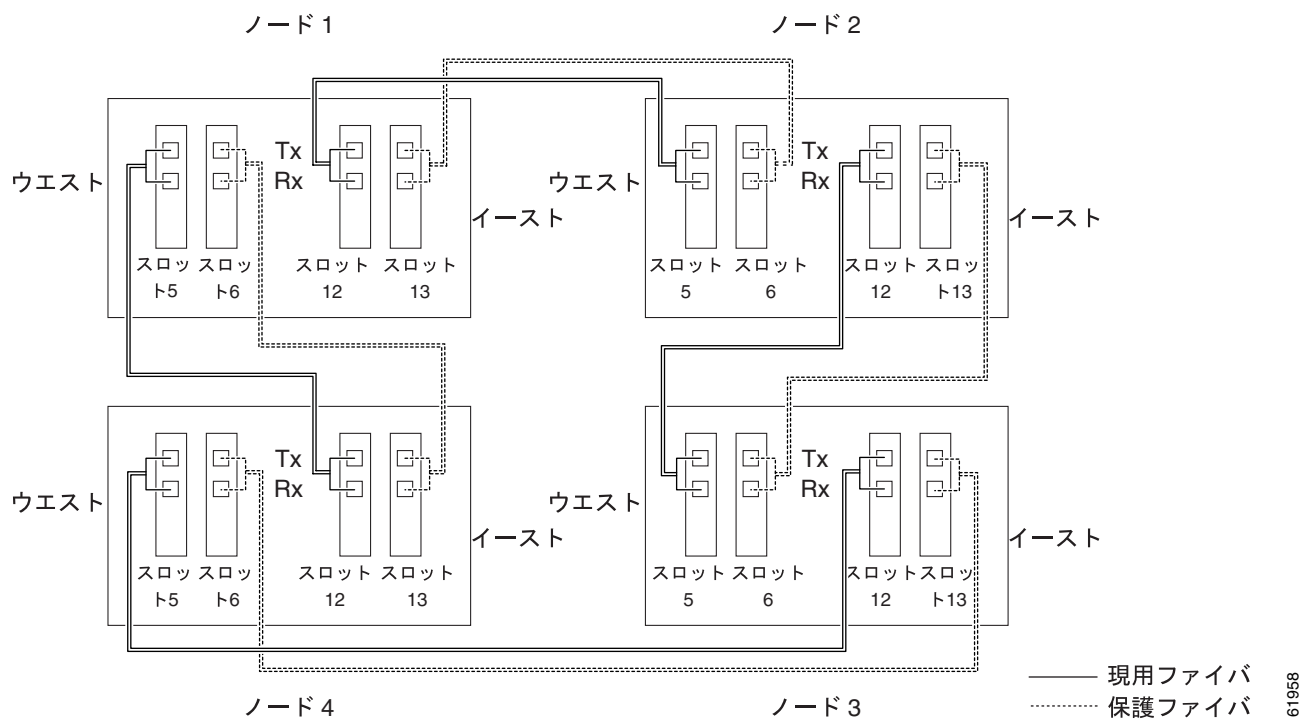 ノード 1
ノード 2
Tx
Rx
ウエスト
イースト
スロッ
ト5
スロッ
ト6
スロット
12
スロット
13
Tx
Rx
ウエスト
イースト
スロット
5
スロット
6
スロット
12
スロッ
ト13
Tx
Rx
ウエスト
イースト
スロッ
ト5
スロッ
ト6
スロット
12
スロット
13
Tx
Rx
ウエスト
イースト
スロット
5
スロット
6
スロット
12
スロッ
ト13
ノード 4
ノード 3
現用ファイバ
保護ファイバ
61958